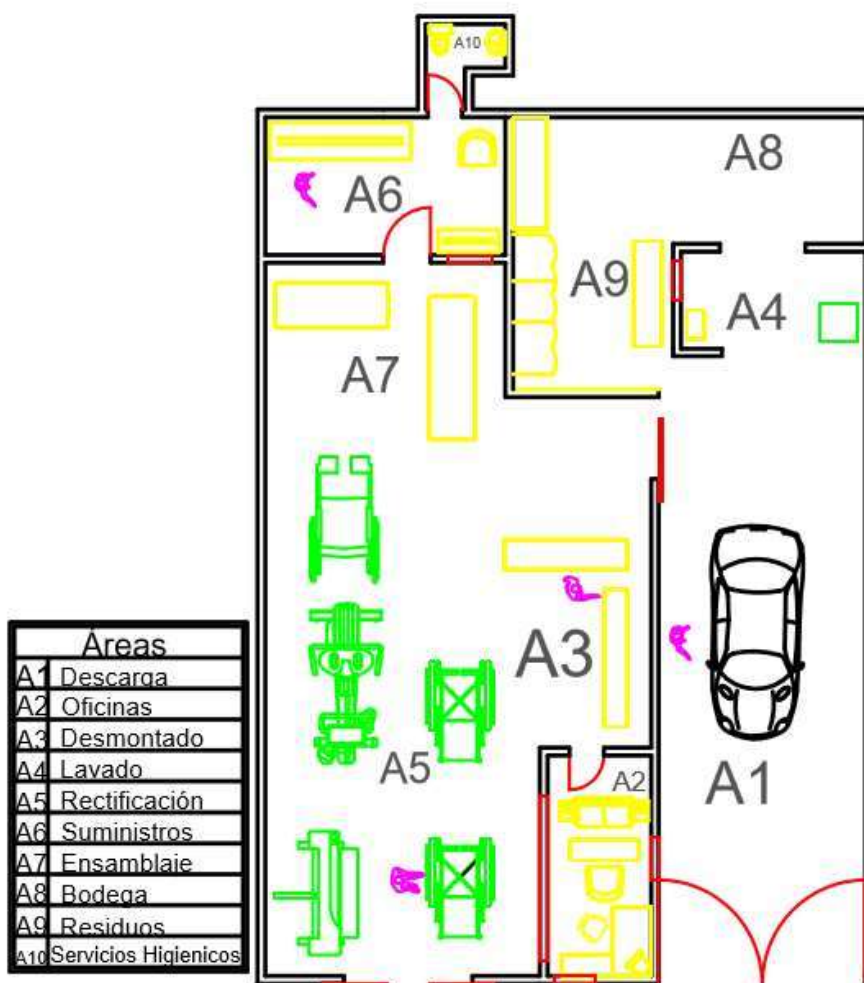 A10
A8
A6
A9
A4
A7
A3
A5
A2
A1
Áreas
A1 Descarga
A2 Oficinas
A3 Desmontado
A4 Lavado
A5 Rectificación
A6 Suministros
A7 Ensamblaje
A8 Bodega
A9 Residuos
A10 Servicios Higienicos